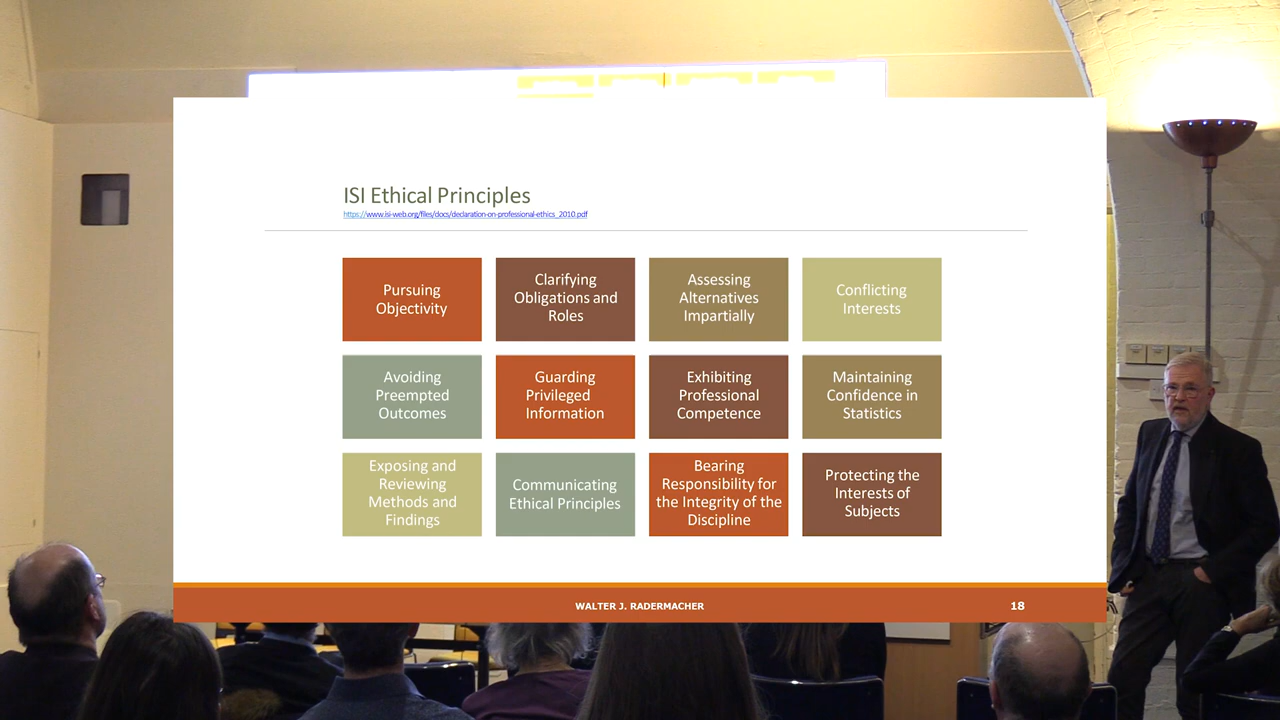 ISI Ethical Principles
https://www.isi-web.org/files/docs/declaration-on-professional-ethics_2010.pdf
Pursuing
Objectivity
Clarifying
Obligations and
Roles
Assessing
Alternatives
Impartially
Conflicting
Interests
Avoiding
Preempted
Outcomes
Guarding
Privileged
Information
Exhibiting
Professional
Competence
Maintaining
Confidence in
Statistics
Exposing and
Reviewing
Methods and
Findings
Communicating
Ethical Principles
Bearing
Responsibility for
the Integrity of the
Discipline
Protecting the
Interests of
Subjects
WALTER J. RADERMACHER
18